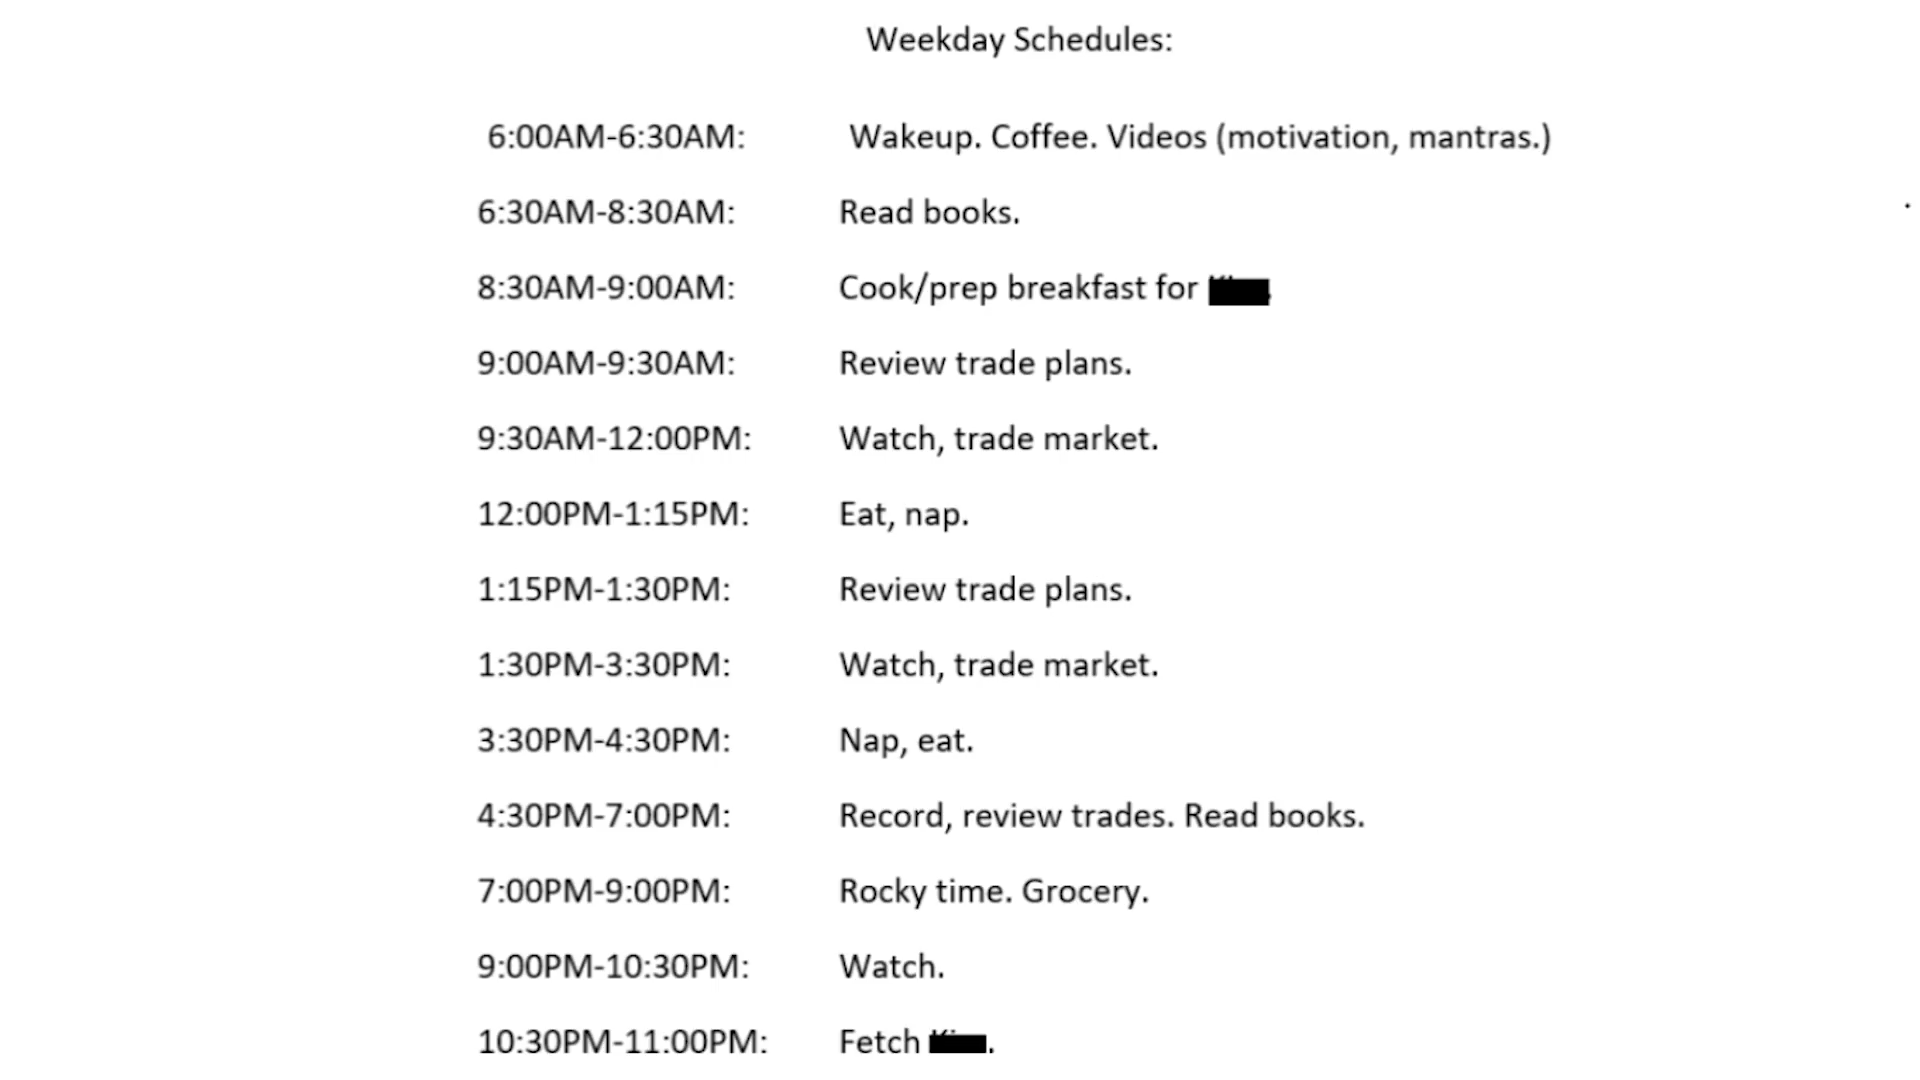 Weekday Schedules:
6:00AM-6:30AM: Wakeup. Coffee. Videos (motivation, mantras.)
6:30AM-8:30AM: Read books.
8:30AM-9:00AM: Cook/prep breakfast for
9:00AM-9:30AM: Review trade plans.
9:30AM-12:00PM: Watch, trade market.
12:00PM-1:15PM: Eat, nap.
1:15PM-1:30PM: Review trade plans.
1:30PM-3:30PM: Watch, trade market.
3:30PM-4:30PM: Nap, eat.
4:30PM-7:00PM: Record, review trades. Read books.
7:00PM-9:00PM: Rocky time. Grocery.
9:00PM-10:30PM: Watch.
10:30PM-11:00PM: Fetch .